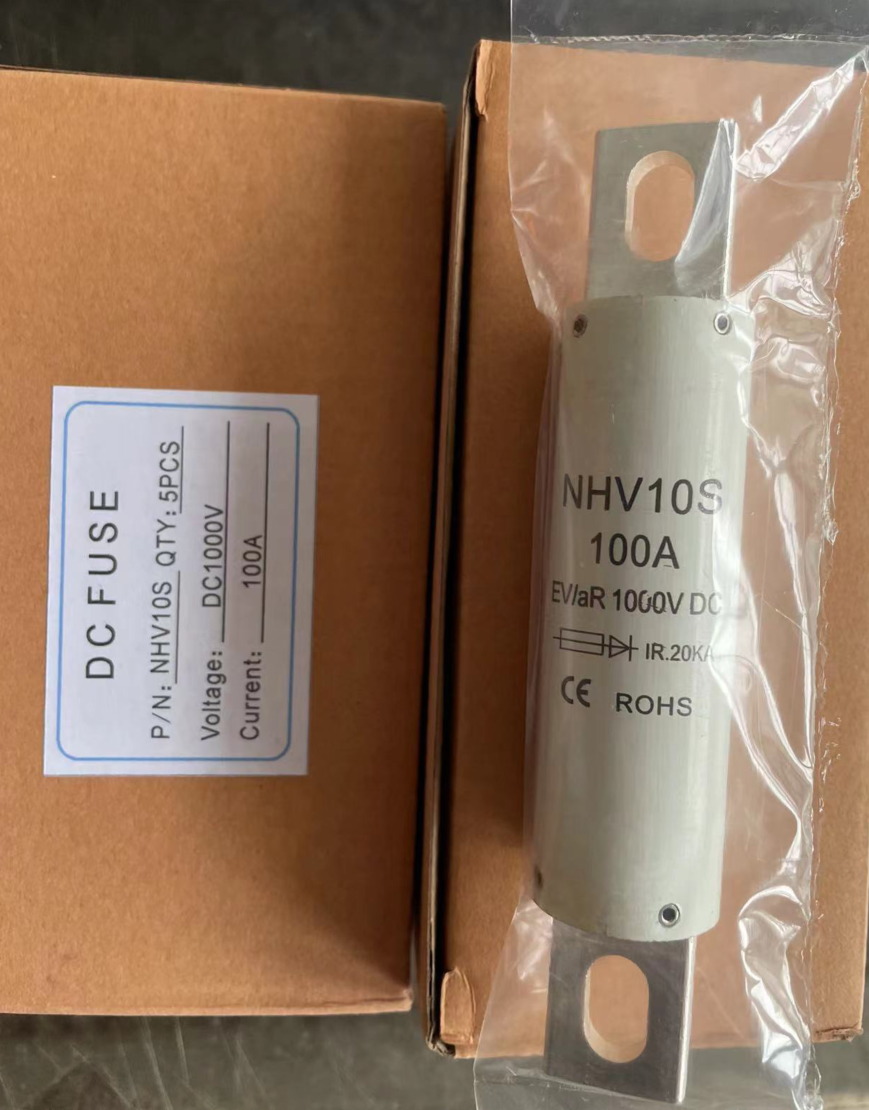 DC FUSE
P/N: NHV10S QTY: 5PCS
Voltage: DC1000V
Current: 100A
NHV10S
100A
EV/aR 1000V DC
IR.20KA
CE ROHS